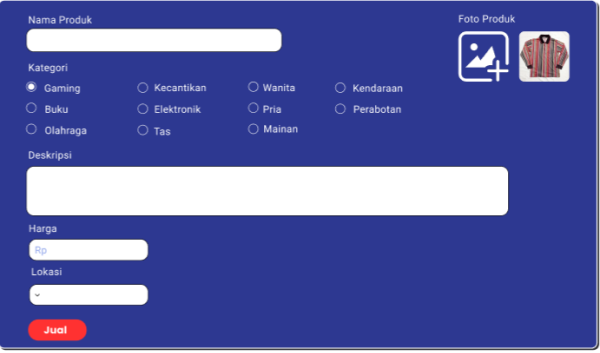 Nama Produk
Foto Produk
Kategori
Gaming
Kecantikan
Wanita
Kendaraan
Buku
Elektronik
Pria
Perabotan
Olahraga
Tas
Mainan
Deskripsi
Harga
Rp
Lokasi
Jual